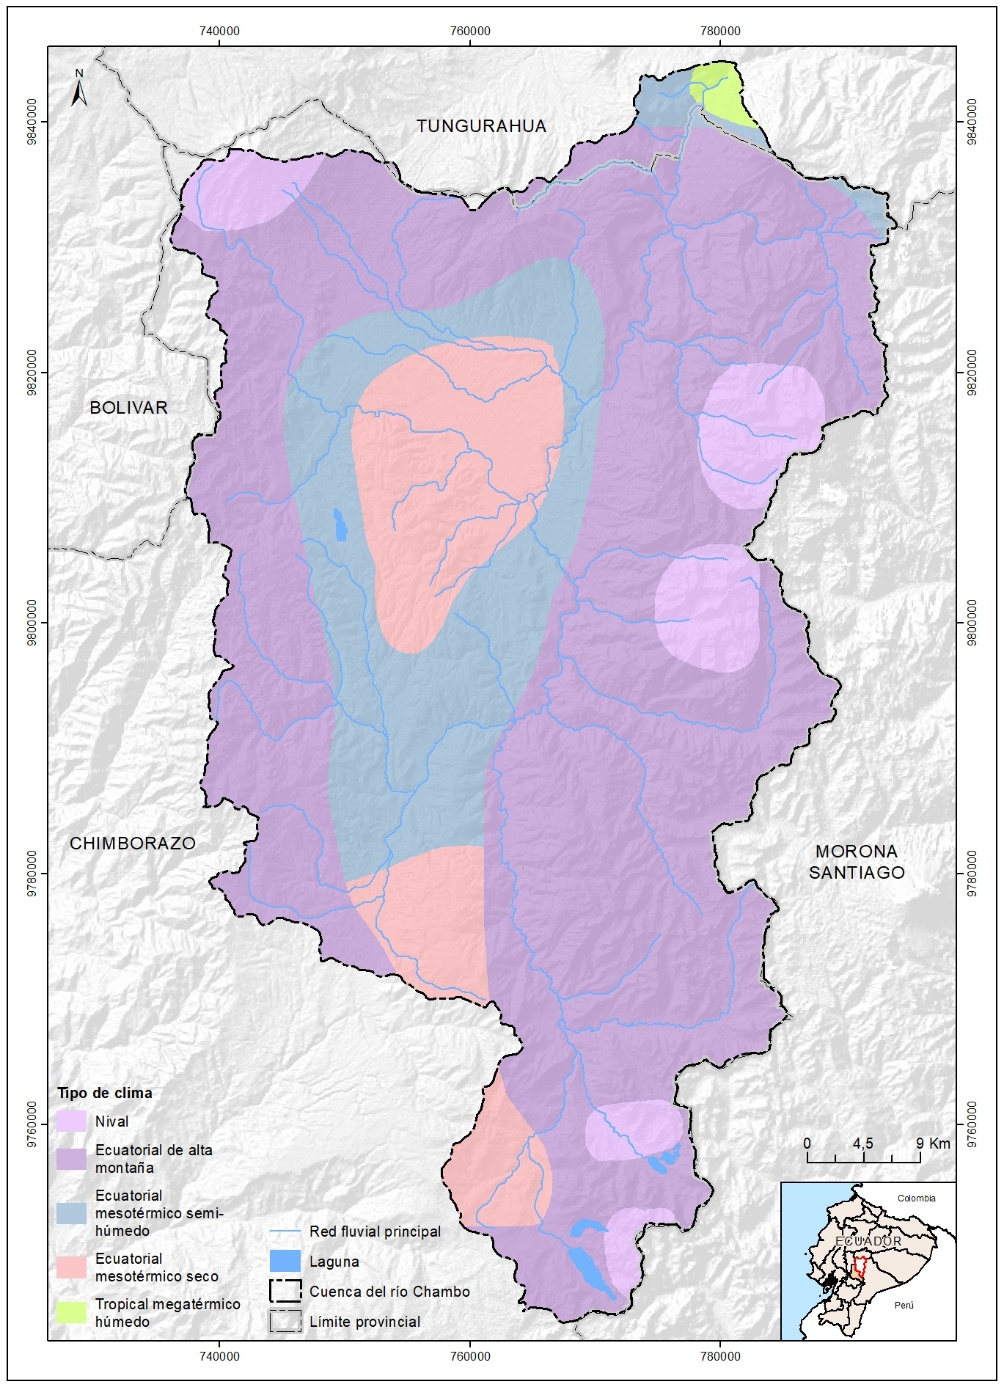 740000
760000
780000
N
9840000
9840000
TUNGURAHUA
9820000
9820000
BOLIVAR
9800000
9800000
CHIMBORAZO
MORONA
SANTIAGO
9780000
9780000
9760000
9760000
Tipo de clima
Nival
Ecuatorial de alta
montaña
Ecuatorial
mesotérmico semi-
húmedo
Ecuatorial
mesotérmico seco
Tropical megatérmico
húmedo
Red fluvial principal
Laguna
Cuenca del río Chambo
Límite provincial
0 4,5 9 Km
Colombia
ECUADOR
Perú
740000
760000
780000